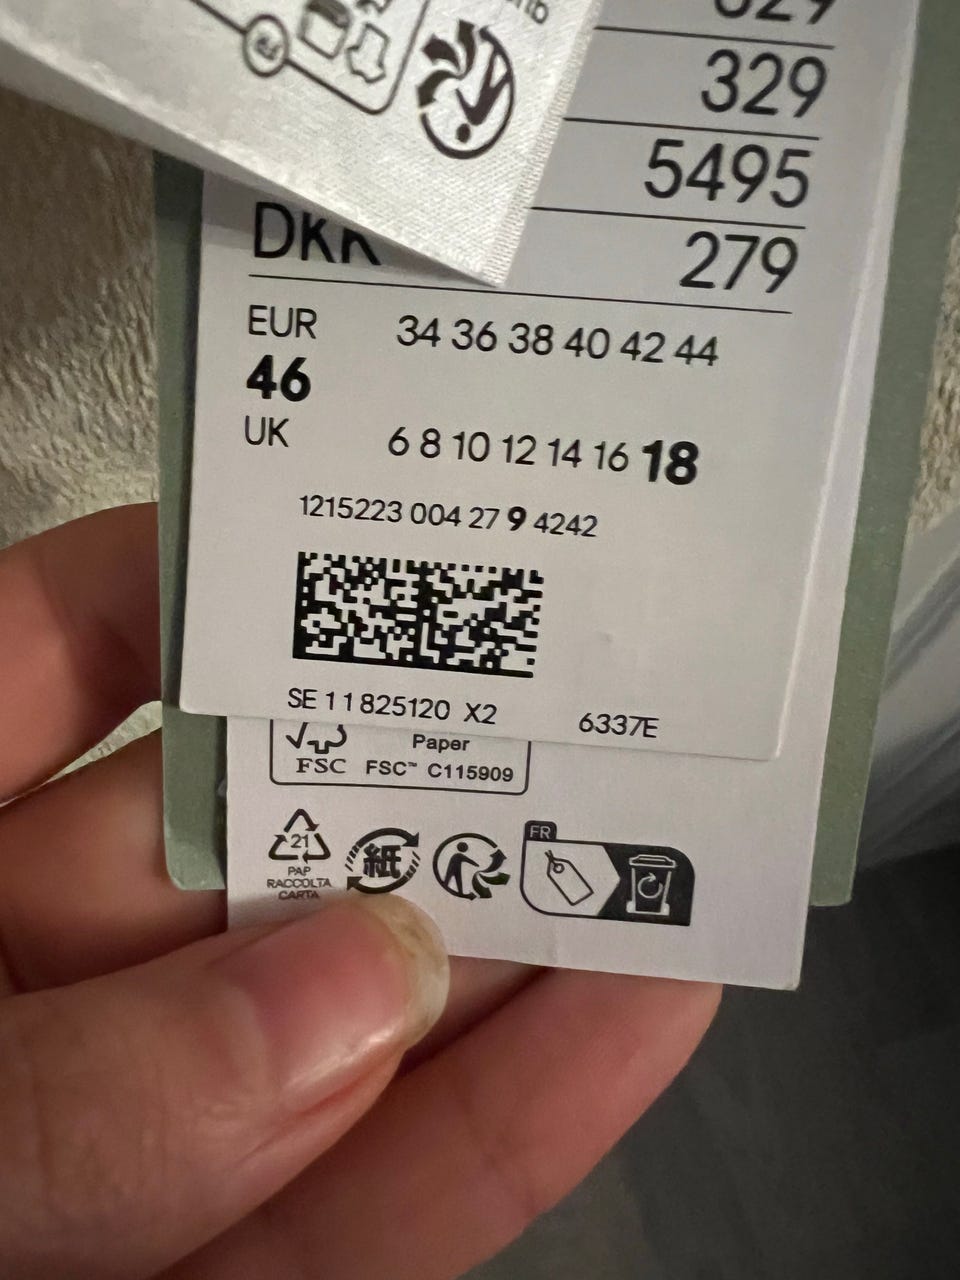 329
5495
DKK 279
EUR 34 36 38 40 42 44
46
UK 6 8 10 12 14 16 18
1215223 004 27 9 4242
SE 1 1 825120 X2 6337E
Paper
FSC FSC™ C115909
FR
21
PAP
RACCOLTA
CARTA
紙